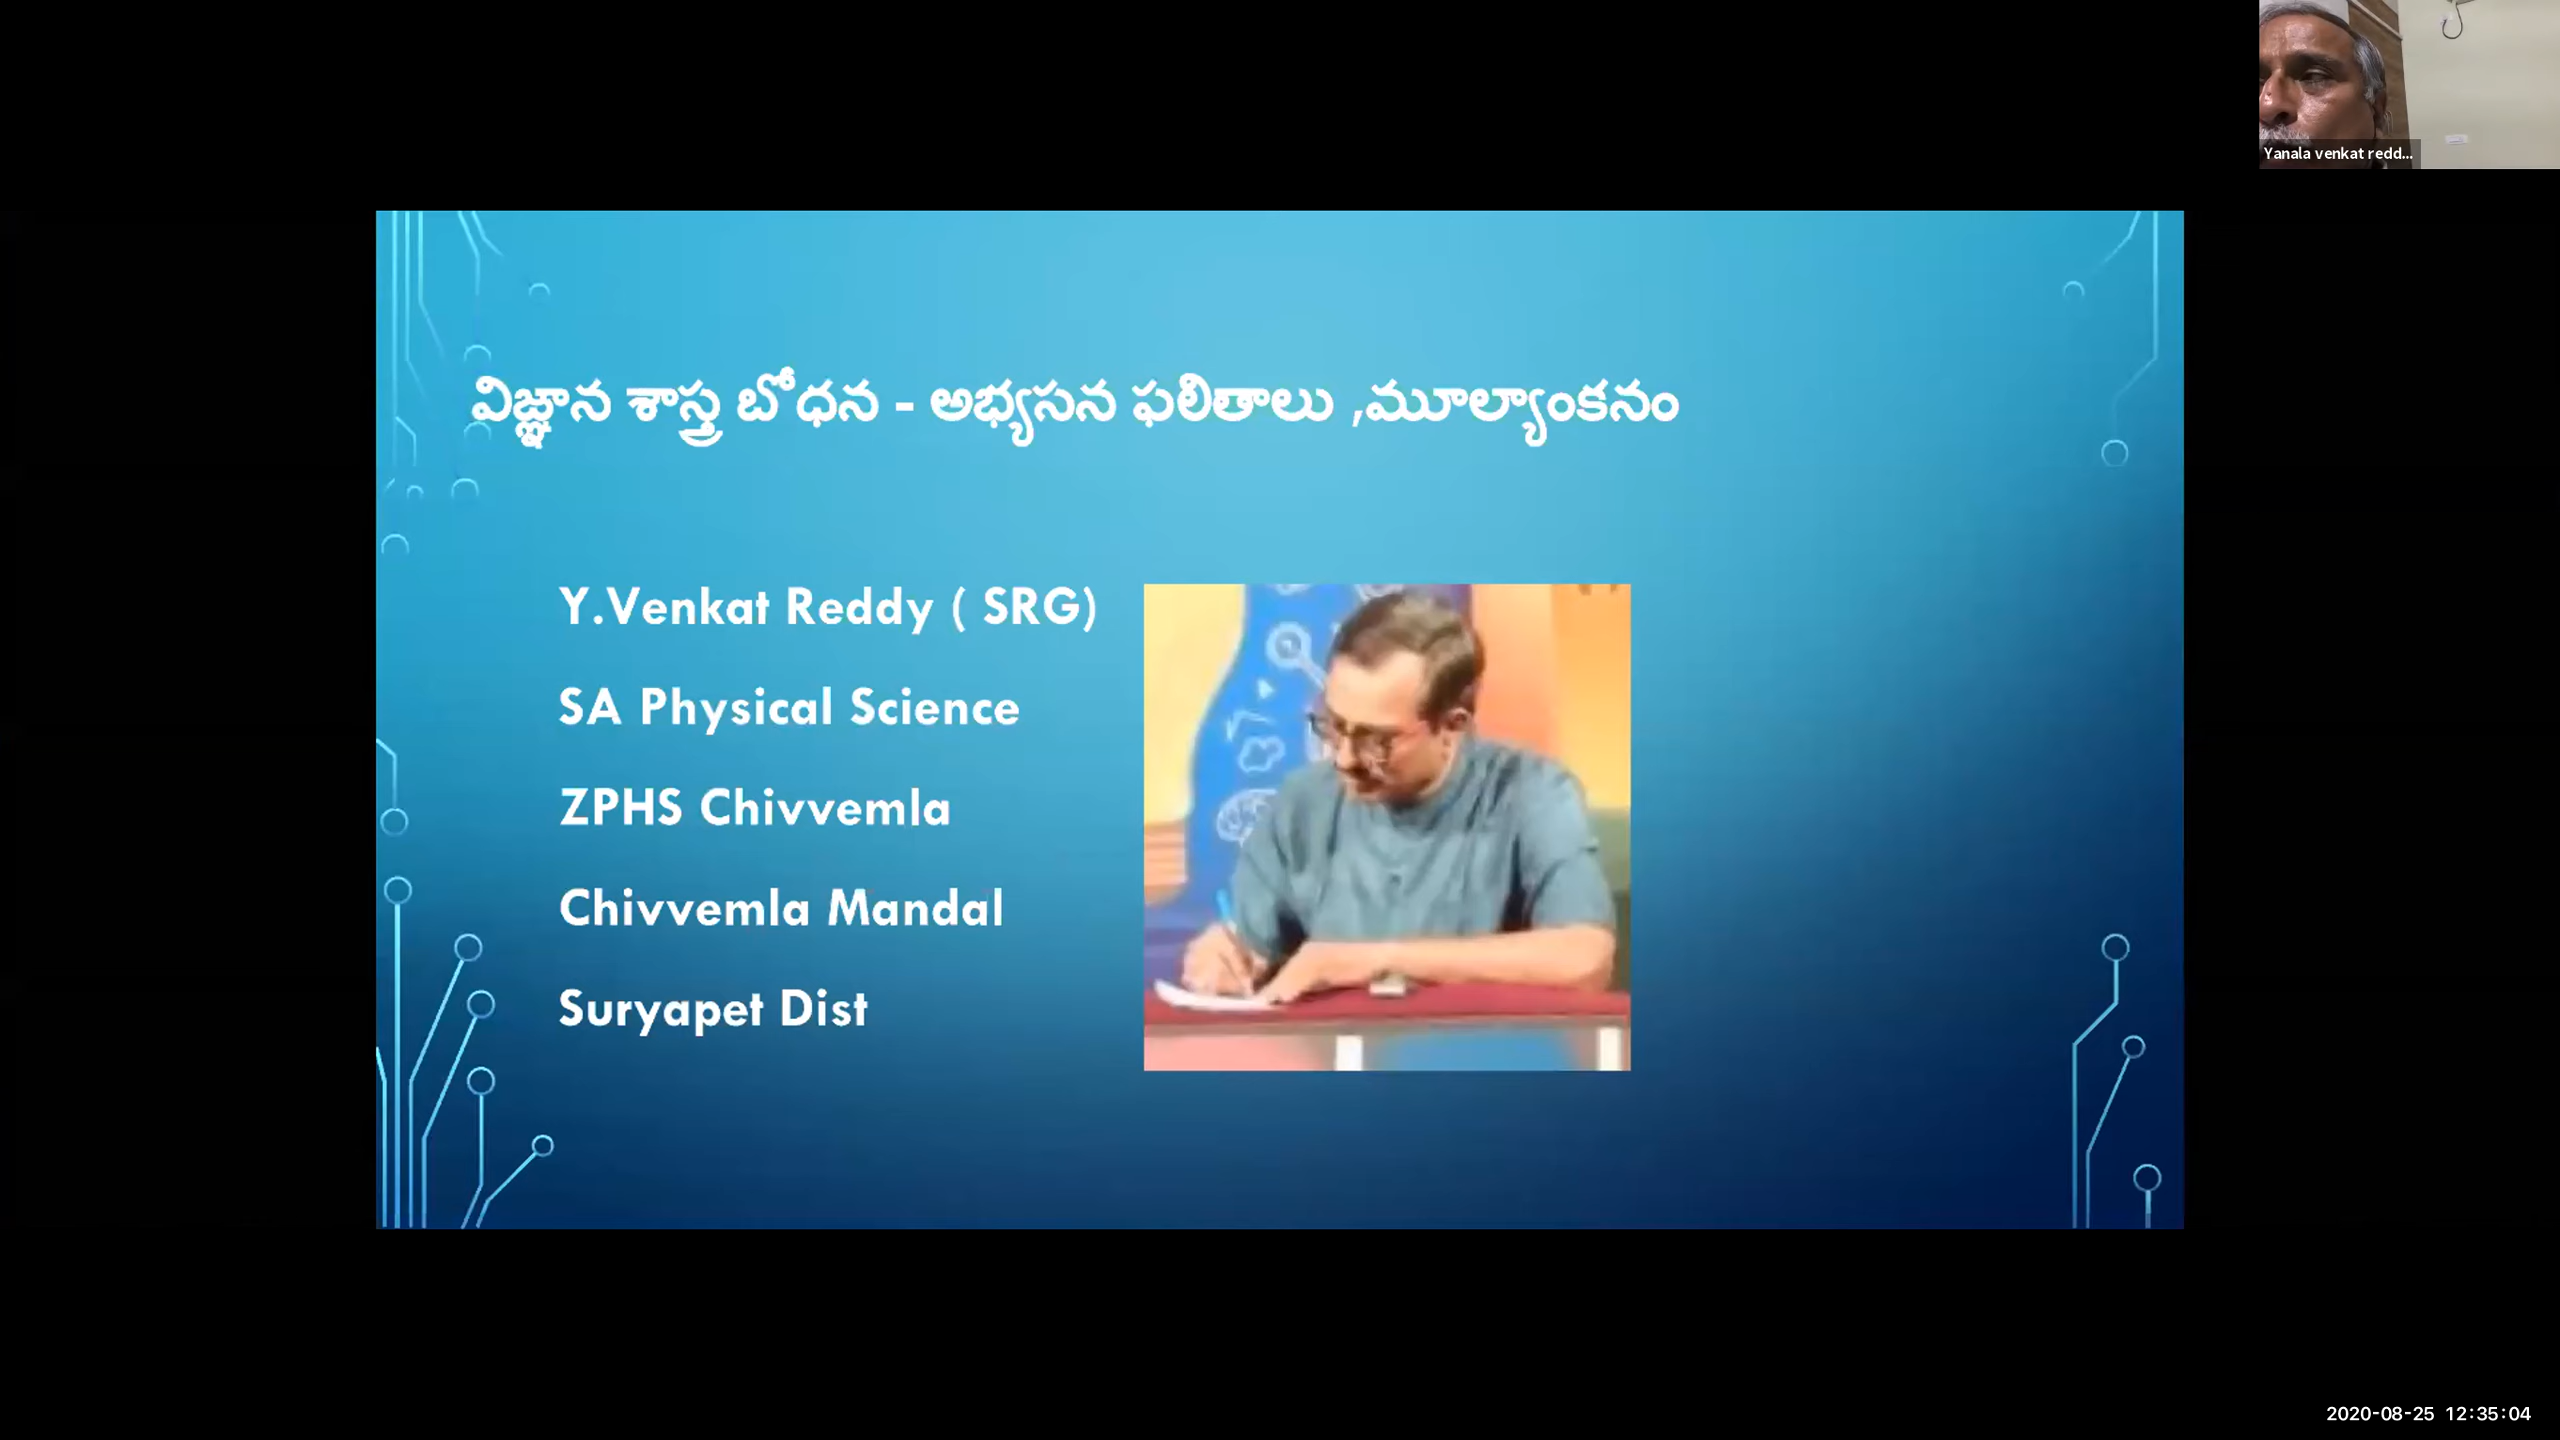 Yanala venkat redd...
విజ్ఞాన శాస్త్ర బోధన - అభ్యసన ఫలితాలు ,మూల్యాంకనం
Y.Venkat Reddy ( SRG)
SA Physical Science
ZPHS Chivvemla
Chivvemla Mandal
Suryapet Dist
2020-08-25 12:35:04